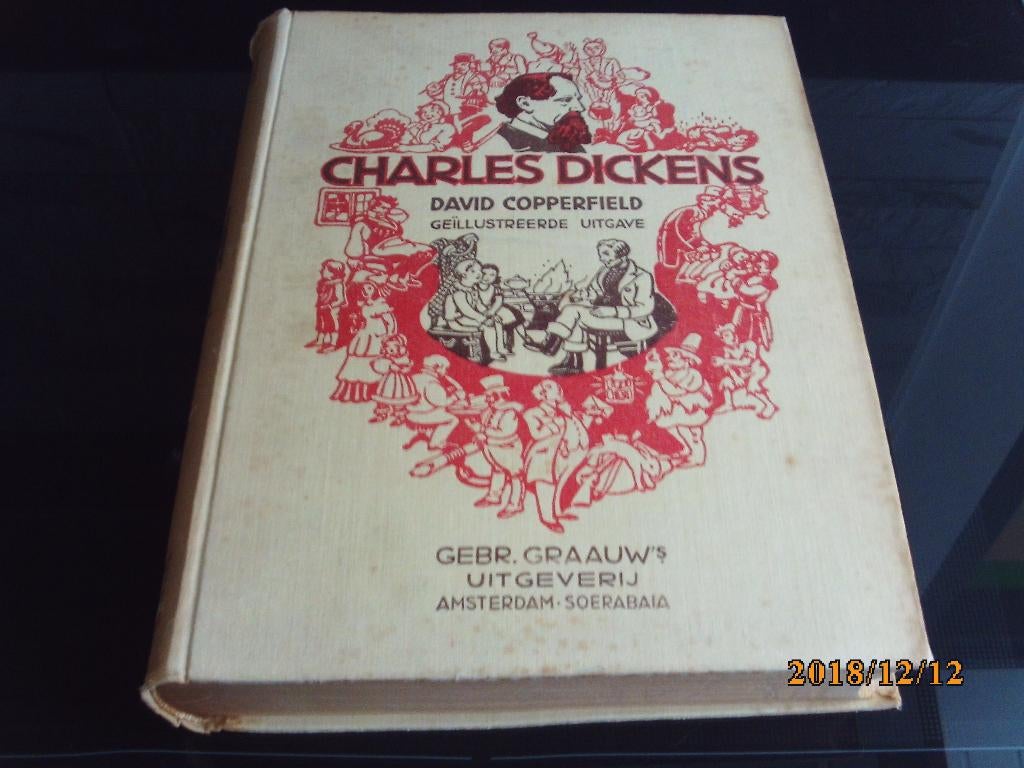 CHARLES DICKENS
DAVID COPPERFIELD
GEÏLLUSTREERDE UITGAVE
GEBR. GRAAUW'S
UITGEVERIJ
AMSTERDAM · SOERABAIA
2018/12/12